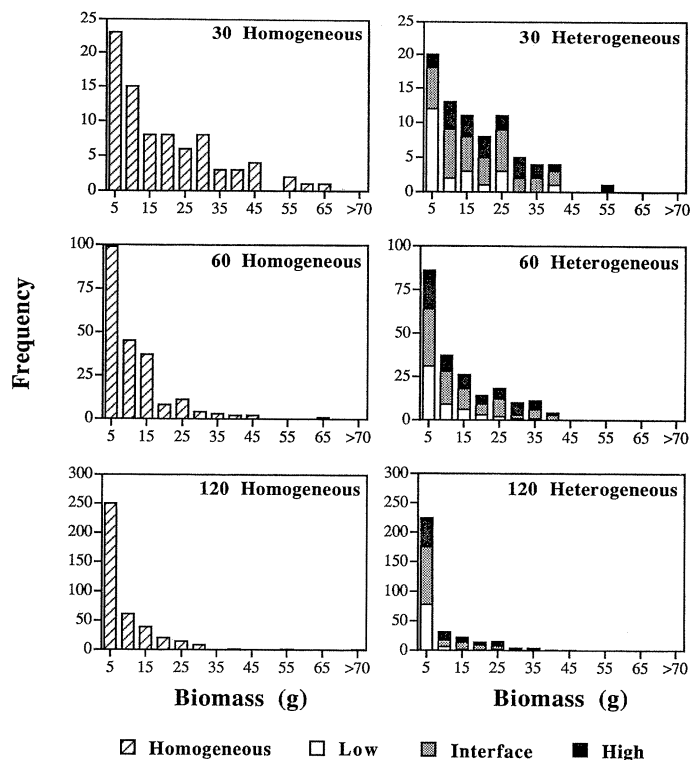 25
20
15
10
5
0
30 Homogeneous
5 15 25 35 45 55 65 >70
25
20
15
10
5
0
30 Heterogeneous
5 15 25 35 45 55 65 >70
Frequency
100
75
50
25
0
60 Homogeneous
5 15 25 35 45 55 65 >70
100
75
50
25
0
60 Heterogeneous
5 15 25 35 45 55 65 >70
300
250
200
150
100
50
0
120 Homogeneous
5 15 25 35 45 55 65 >70
Biomass (g)
300
250
200
150
100
50
0
120 Heterogeneous
5 15 25 35 45 55 65 >70
Biomass (g)
Homogeneous Low Interface High